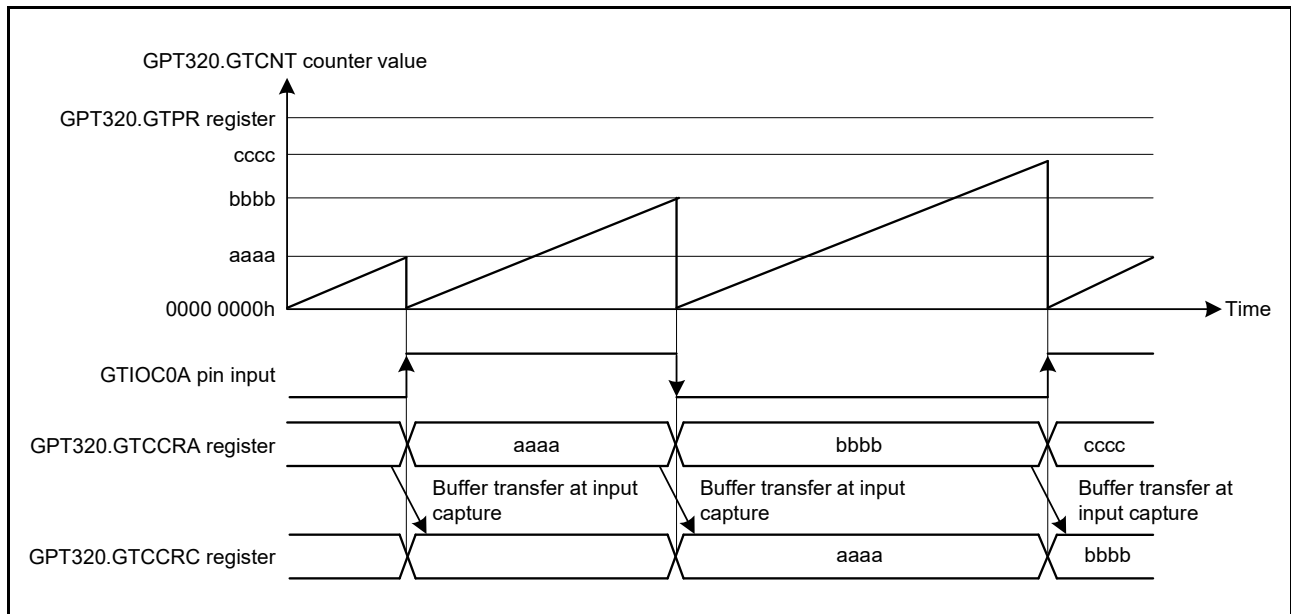 GPT320.GTCNT counter value
GPT320.GTPR register
cccc
bbbb
aaaa
0000 0000h
Time
GTIOC0A pin input
GPT320.GTCCRA register
aaaa
bbbb
cccc
Buffer transfer at input
capture
Buffer transfer at input
capture
Buffer transfer at
input capture
GPT320.GTCCRC register
aaaa
bbbb